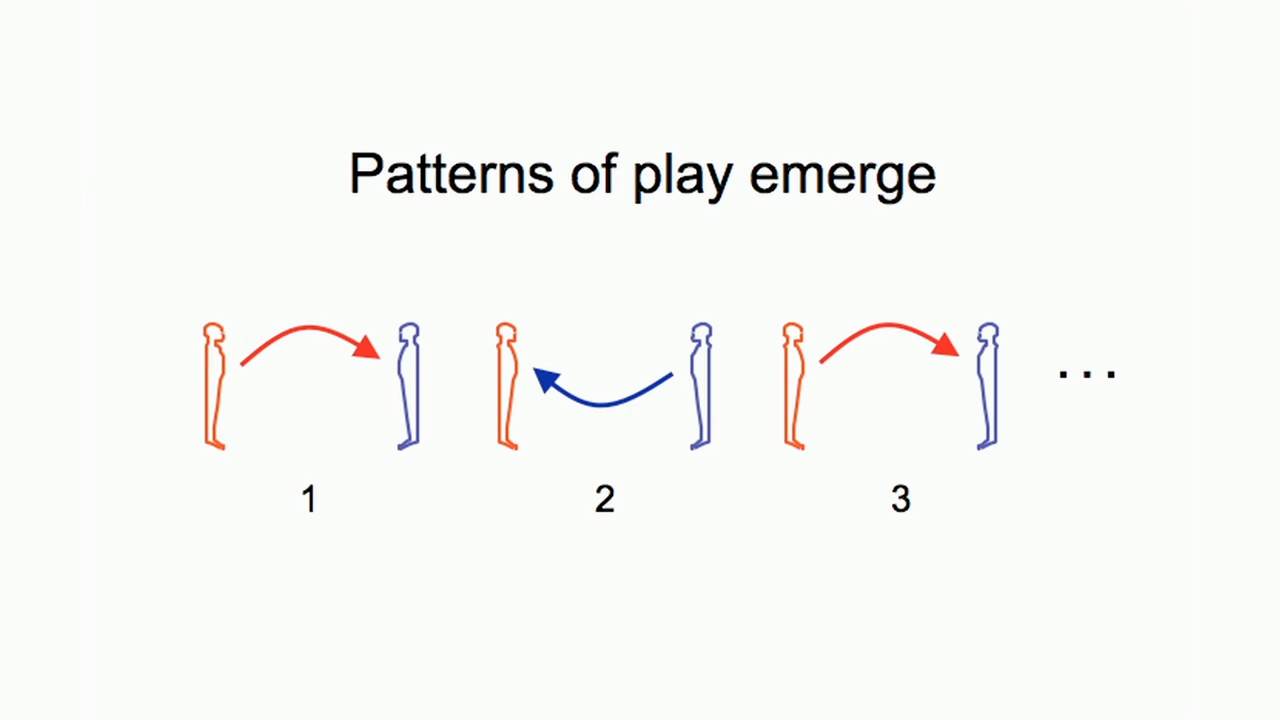 Patterns of play emerge
. . .
1 2 3